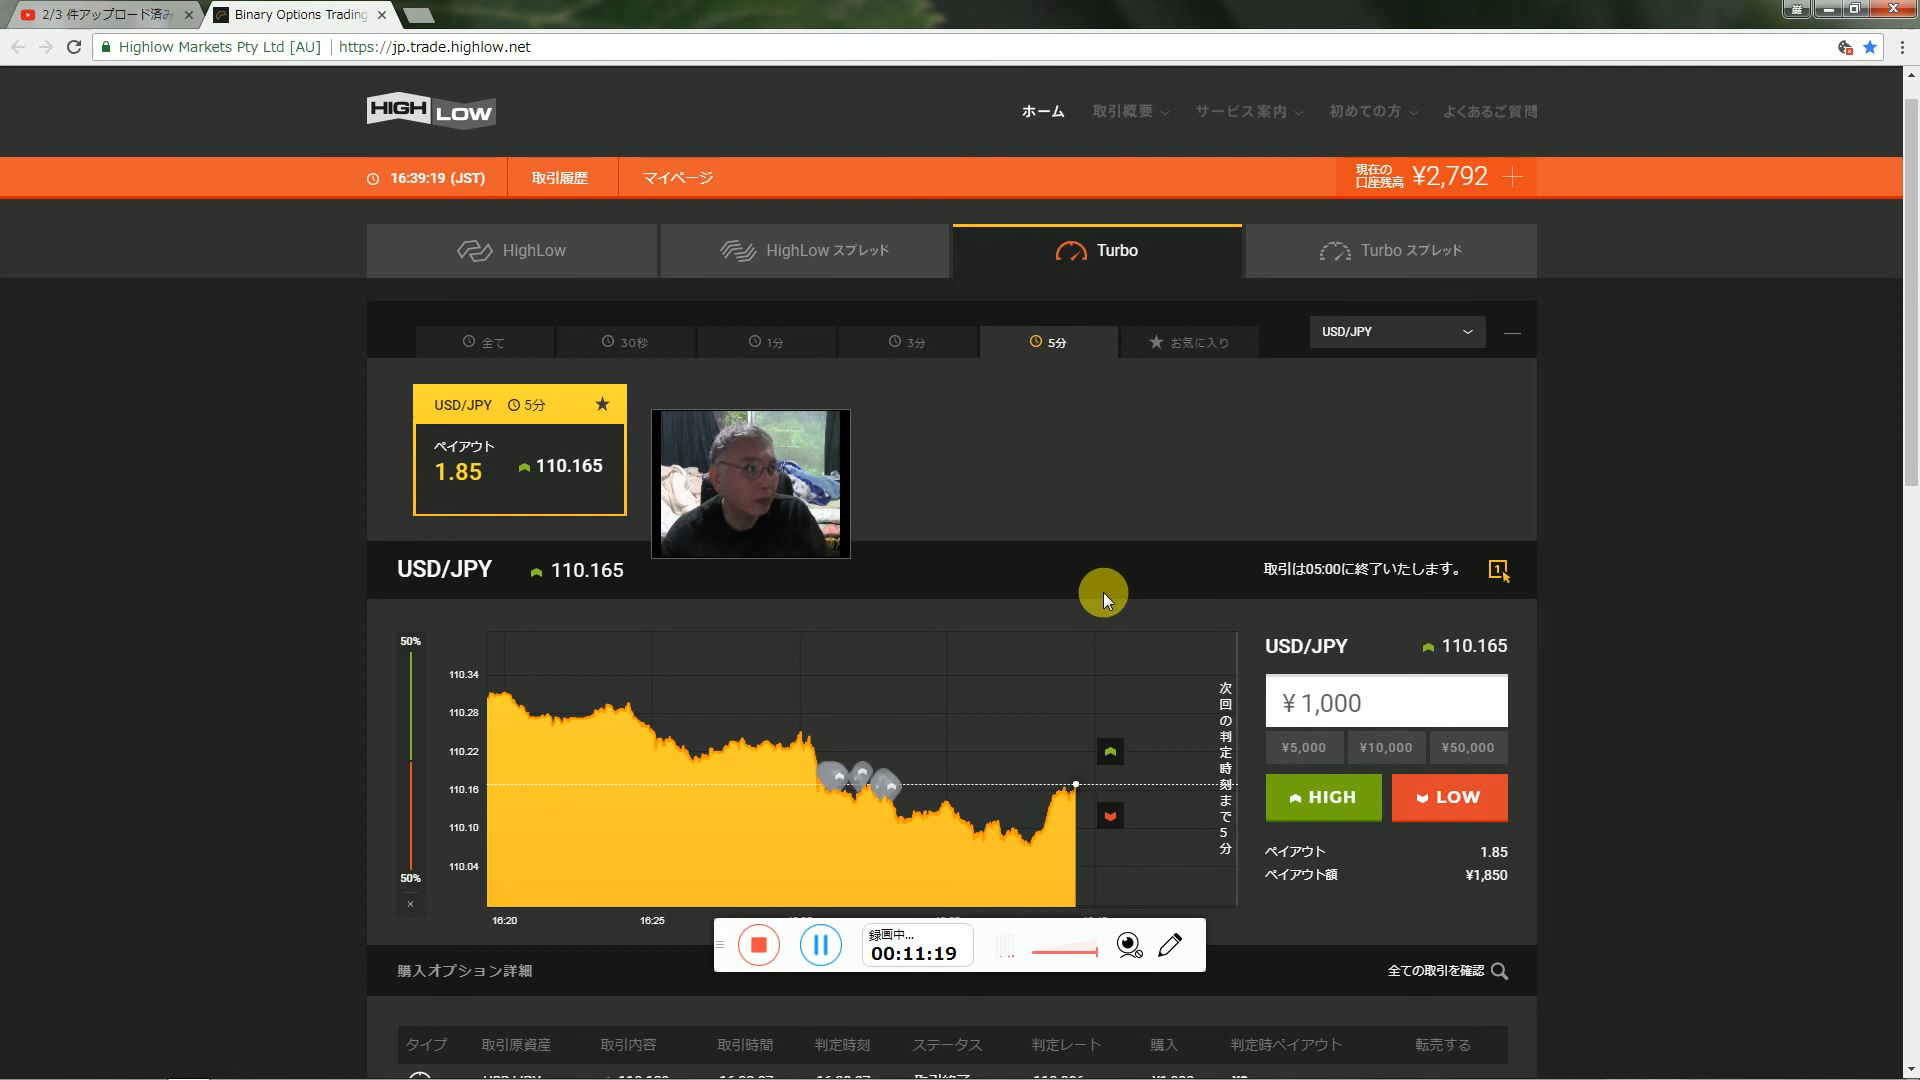 2/3 件アップロード済み
Binary Options Trading
Highlow Markets Pty Ltd [AU]
https://jp.trade.highlow.net
HIGH LOW
ホーム
取引概要
サービス案内
初めての方
よくあるご質問
16:39:19 (JST)
取引履歴
マイページ
現在の
口座残高
¥2,792
HighLow
HighLow スプレッド
Turbo
Turbo スプレッド
全て
30秒
1分
3分
5分
お気に入り
USD/JPY
USD/JPY 5分
ペイアウト
1.85
110.165
USD/JPY 110.165
取引は05:00に終了いたします。
1
50%
50%
×
110.34
110.28
110.22
110.16
110.10
110.04
16:20
16:25
次回の判定時刻まで5分
USD/JPY 110.165
¥ 1,000
¥5,000
¥10,000
¥50,000
HIGH
LOW
ペイアウト 1.85
ペイアウト額 ¥1,850
録画中...
00:11:19
購入オプション詳細
全ての取引を確認
タイプ
取引原資産
取引内容
取引時間
判定時刻
ステータス
判定レート
購入
判定時ペイアウト
転売する